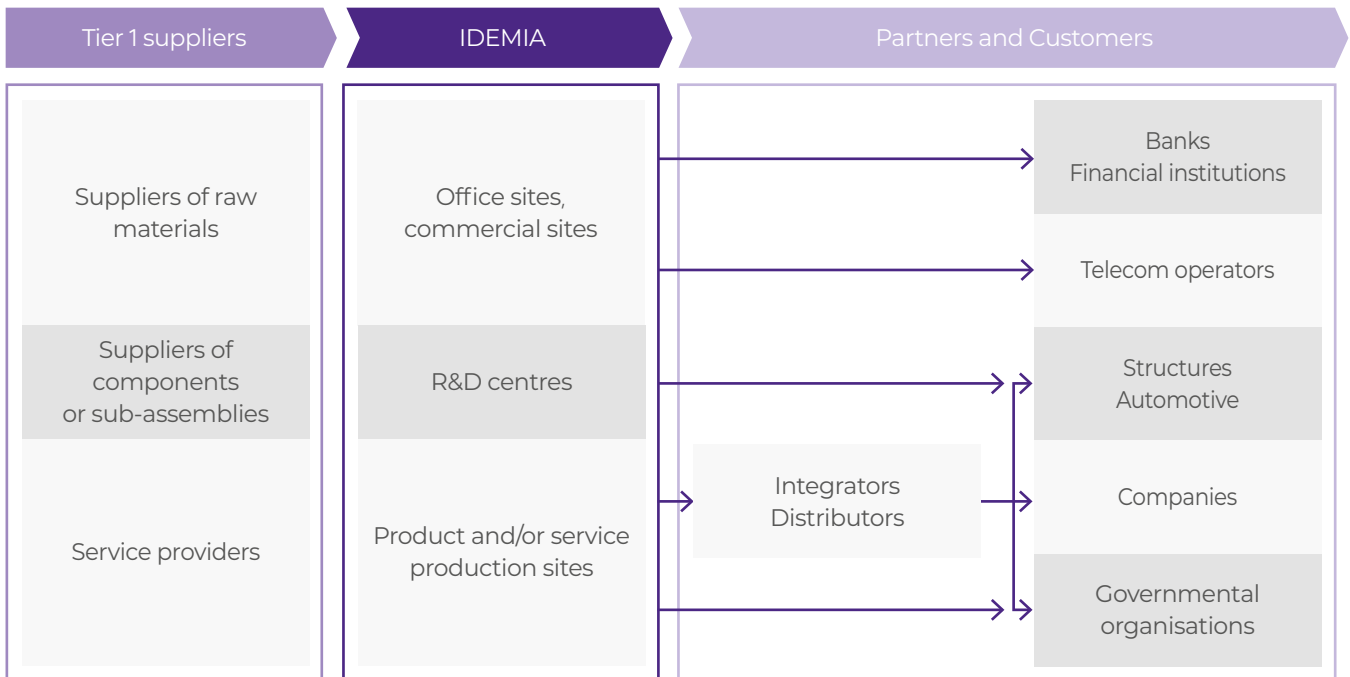 Tier 1 suppliers
IDEMIA
Partners and Customers
Suppliers of raw
materials
Suppliers of
components
or sub-assemblies
Service providers
Office sites,
commercial sites
R&D centres
Product and/or service
production sites
Integrators
Distributors
Banks
Financial institutions
Telecom operators
Structures
Automotive
Companies
Governmental
organisations